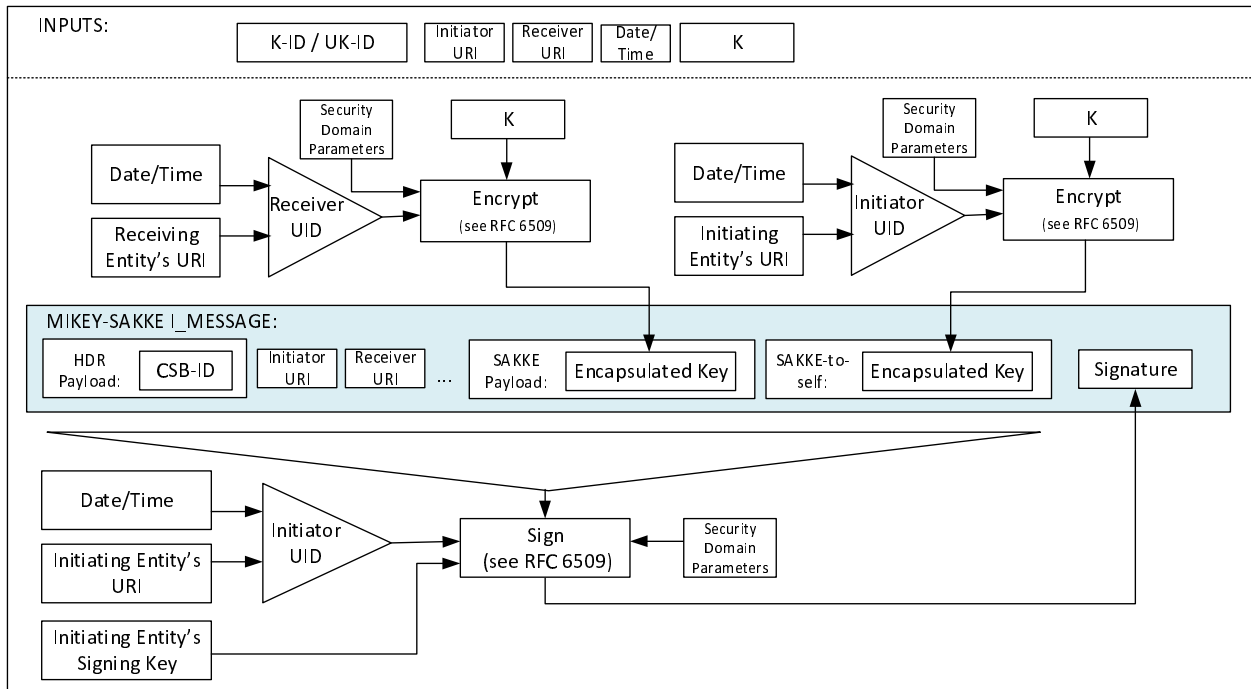 INPUTS:
K-ID / UK-ID
Initiator
URI
Receiver
URI
Date/
Time
K
Security
Domain
Parameters
K
Date/Time
Receiving
Entity's URI
Receiver
UID
Encrypt
(see RFC 6509)
Security
Domain
Parameters
K
Date/Time
Initiating
Entity's URI
Initiator
UID
Encrypt
(see RFC 6509)
MIKEY-SAKKE I_MESSAGE:
HDR
Payload:
CSB-ID
Initiator
URI
Receiver
URI
...
SAKKE
Payload:
Encapsulated Key
SAKKE-to-
self:
Encapsulated Key
Signature
Date/Time
Initiating Entity's
URI
Initiating Entity's
Signing Key
Initiator
UID
Sign
(see RFC 6509)
Security
Domain
Parameters